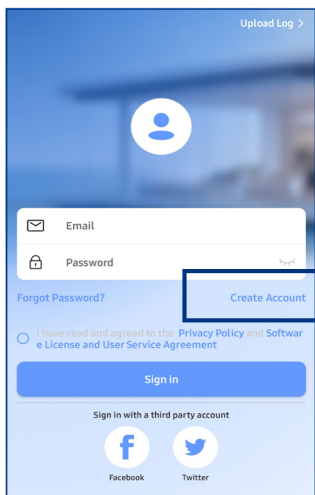 Upload Log >
Email
Password
Forgot Password?
Create Account
I have read and agreed to the Privacy Policy and Softwar
e License and User Service Agreement
Sign in
Sign in with a third party account
Facebook
Twitter